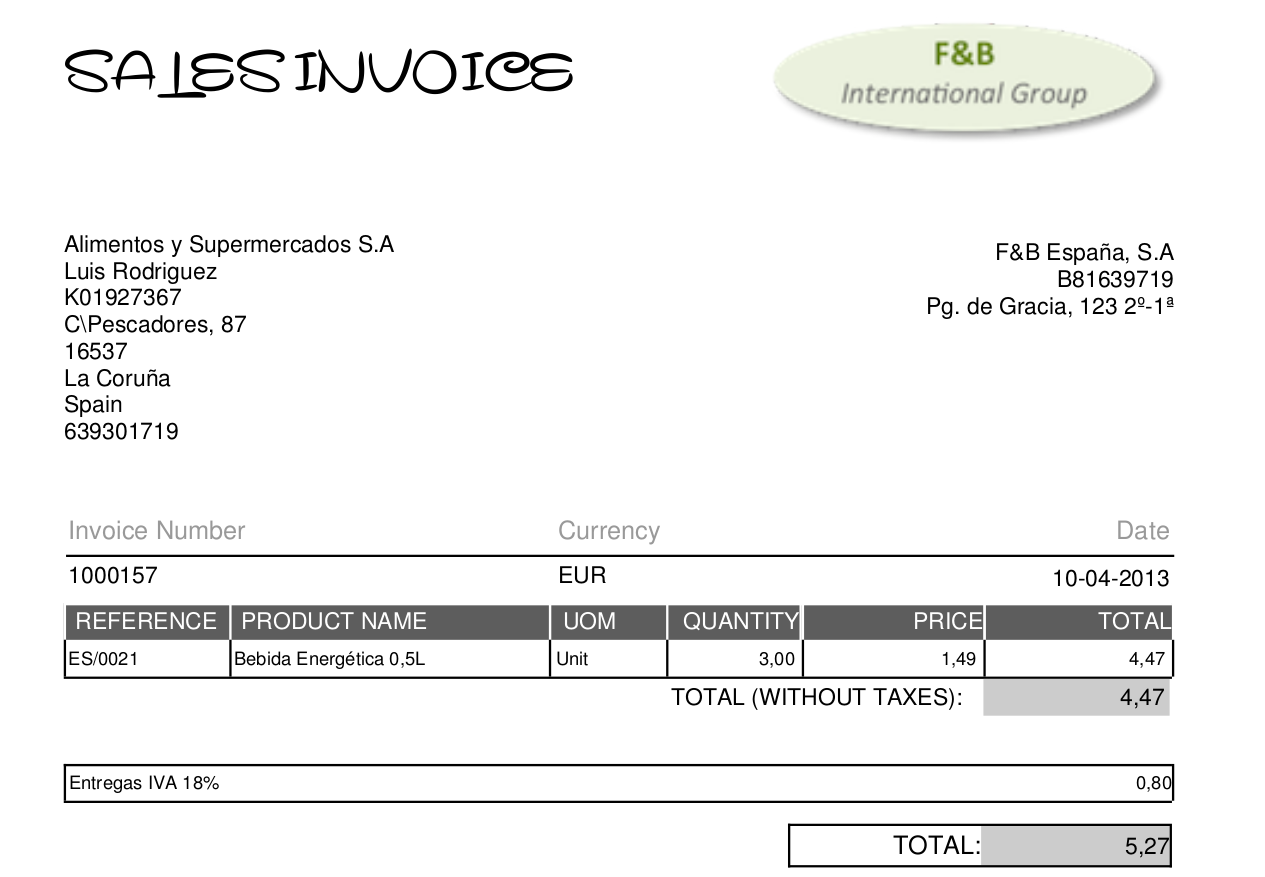 SALES INVOICE
F&B
International Group
Alimentos y Supermercados S.A
Luis Rodriguez
K01927367
C\Pescadores, 87
16537
La Coruña
Spain
639301719
F&B España, S.A
B81639719
Pg. de Gracia, 123 2º-1ª
Invoice Number Currency Date
1000157 EUR 10-04-2013
REFERENCE PRODUCT NAME UOM QUANTITY PRICE TOTAL
ES/0021 Bebida Energética 0,5L Unit 3,00 1,49 4,47
TOTAL (WITHOUT TAXES): 4,47
Entregas IVA 18% 0,80
TOTAL: 5,27